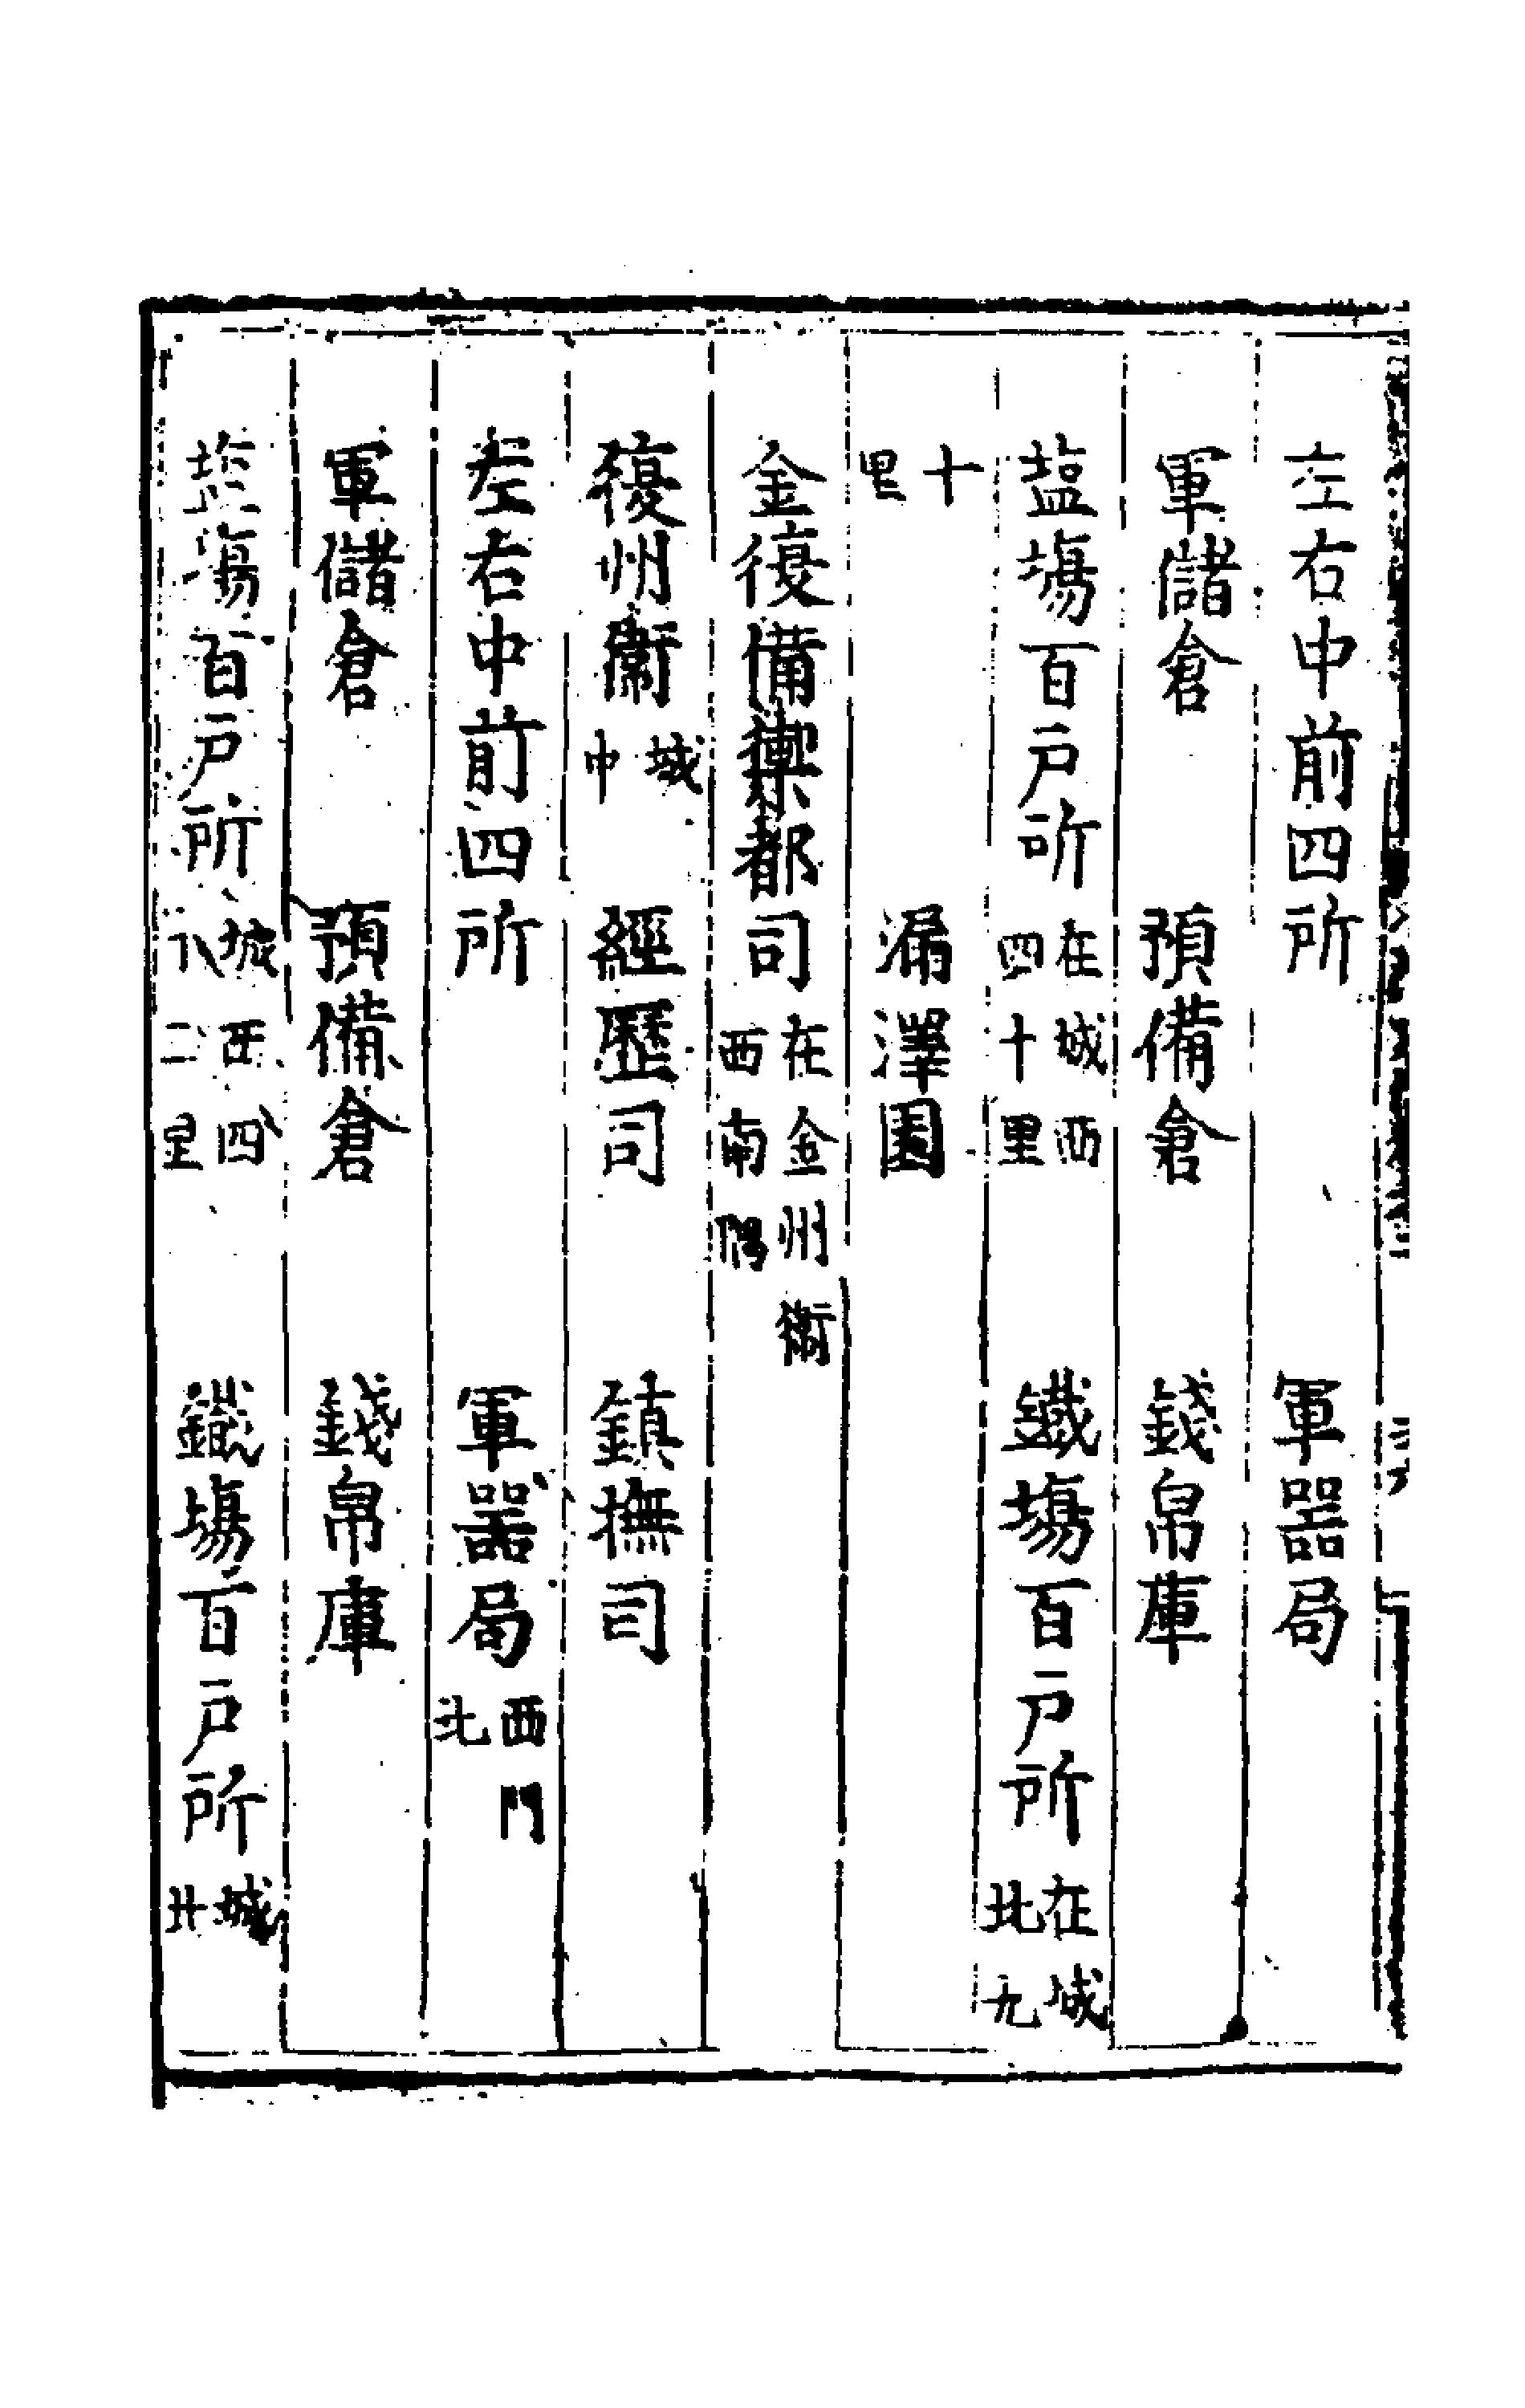 左右中前四所 軍器局
軍儲倉 預備倉 錢帛庫
塩場百戶所 在城西四十里 鐵場百戶所 在城北九
十里 漏澤園
金復備禦都司 在金州衛西南隅
復州衛 城中 經歷司 鎮撫司
左右中前四所 軍器局 西門北
軍儲倉 預備倉 錢帛庫
塩場百戶所 城西四十二里 鐵場百戶所 城北